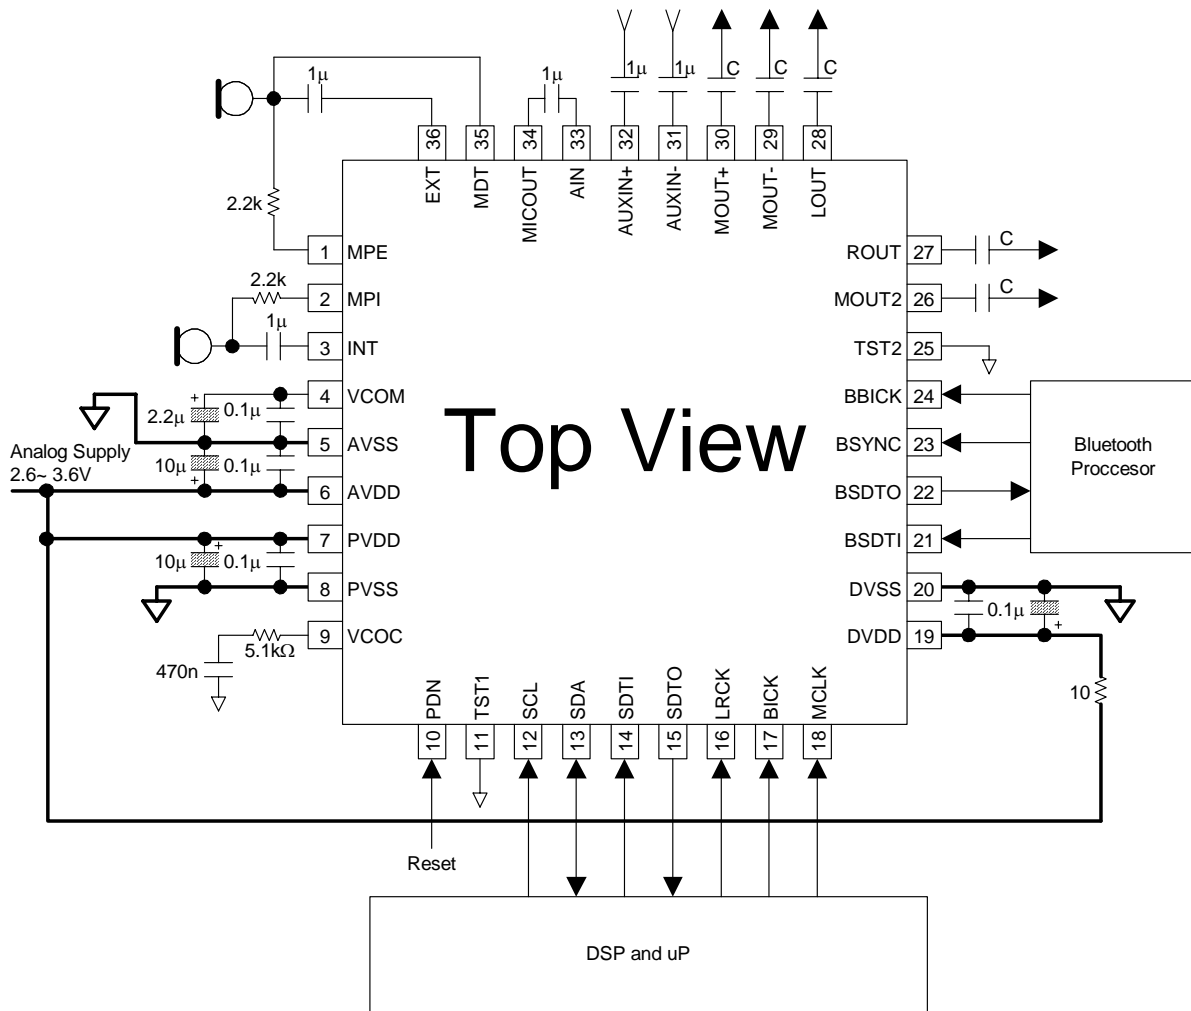 1μ
1μ
1μ
1μ
C
C
C
36
35
34
33
32
31
30
29
28
EXT
MDT
MICOUT
AIN
AUXIN+
AUXIN-
MOUT+
MOUT-
LOUT
2.2k
1
MPE
2.2k
2
MPI
1μ
3
INT
4
VCOM
+
2.2μ
0.1μ
5
AVSS
Analog Supply
2.6~ 3.6V
10μ
0.1μ
+
6
AVDD
7
PVDD
+
10μ
0.1μ
8
PVSS
9
VCOC
5.1kΩ
470n
Top View
ROUT
27
C
MOUT2
26
C
TST2
25
BBICK
24
BSYNC
23
BSDTO
22
BSDTI
21
Bluetooth
Proccesor
DVSS
20
0.1μ
+
DVDD
19
10
PDN
TST1
SCL
SDA
SDTI
SDTO
LRCK
BICK
MCLK
10
11
12
13
14
15
16
17
18
Reset
DSP and uP